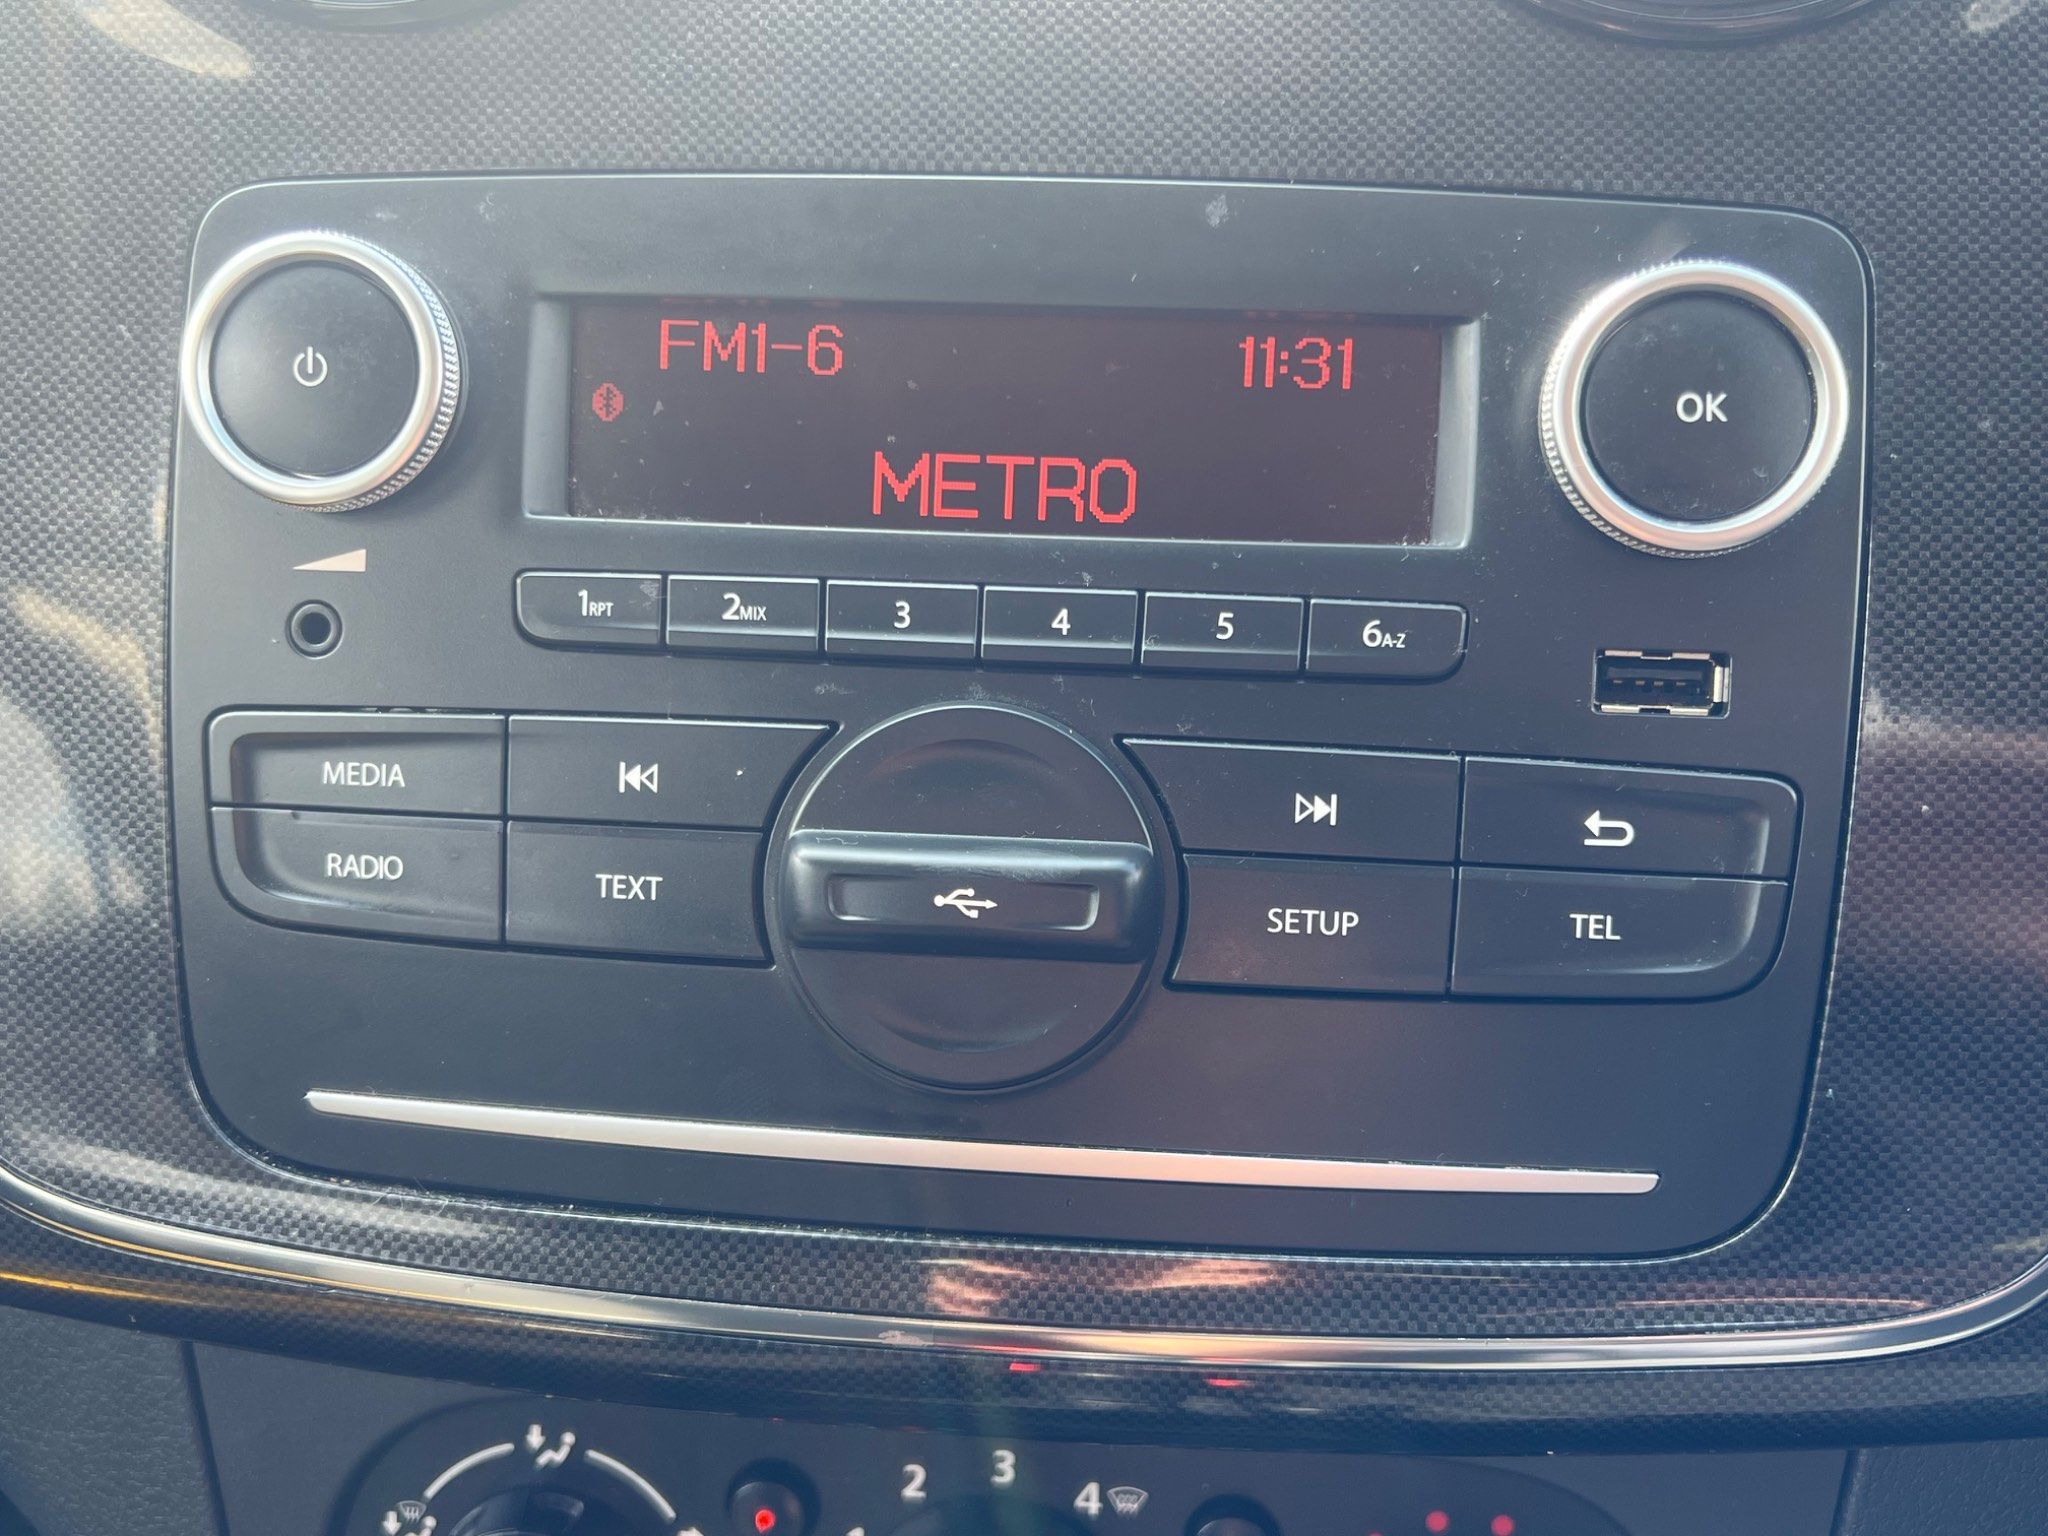 FM1-6 11:31
METRO
OK
1RPT 2MIX 3 4 5 6A-Z
MEDIA
RADIO TEXT SETUP TEL
2 3 4